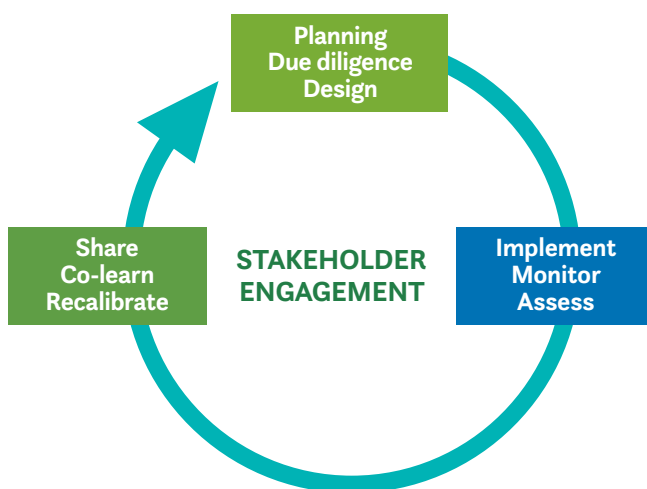 Planning
Due diligence
Design
Share
Co-learn
Recalibrate
STAKEHOLDER
ENGAGEMENT
Implement
Monitor
Assess